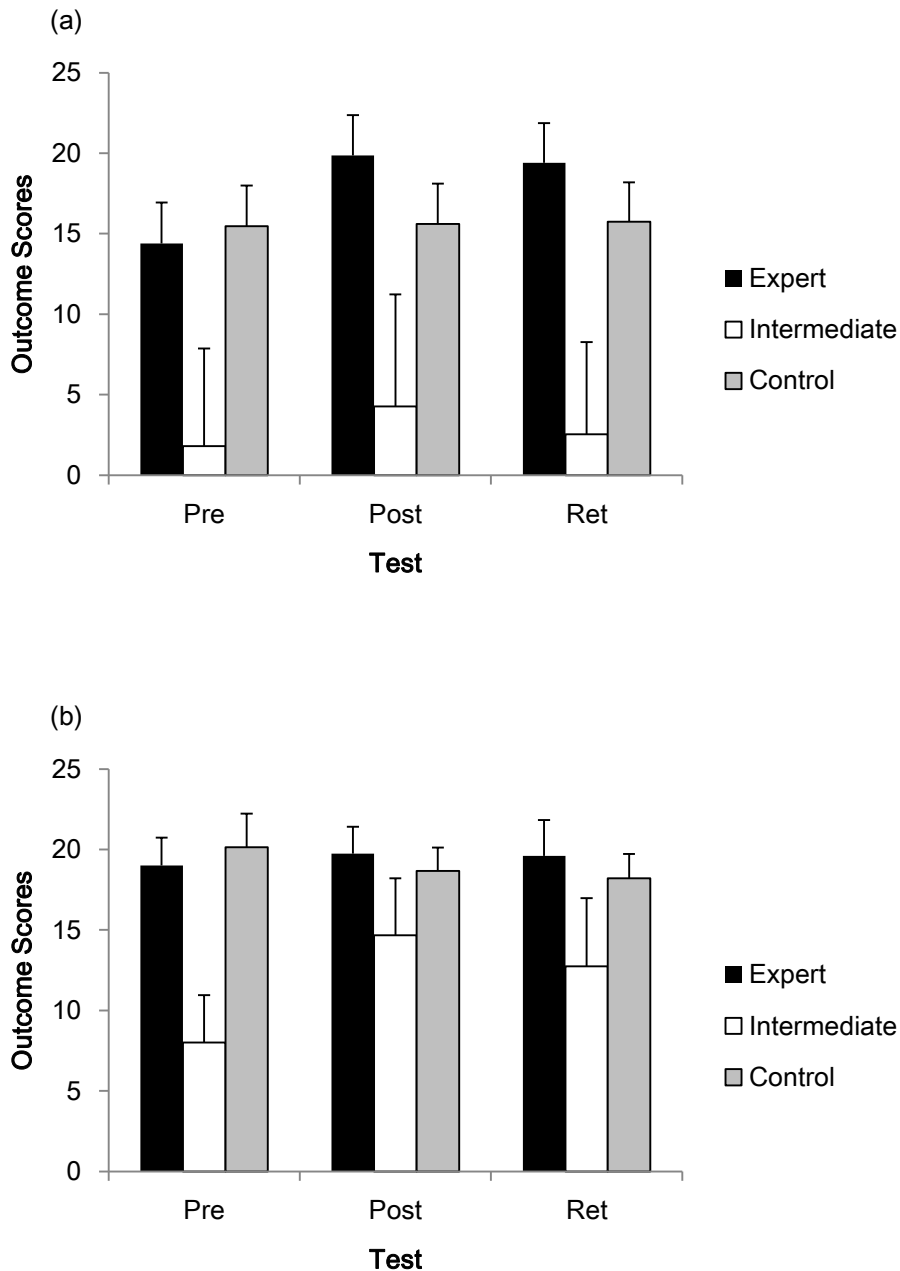 (a)
25
20
15
10
5
0
Outcome Scores
Pre
Post
Ret
Test
Expert
Intermediate
Control
(b)
25
20
15
10
5
0
Outcome Scores
Pre
Post
Ret
Test
Expert
Intermediate
Control